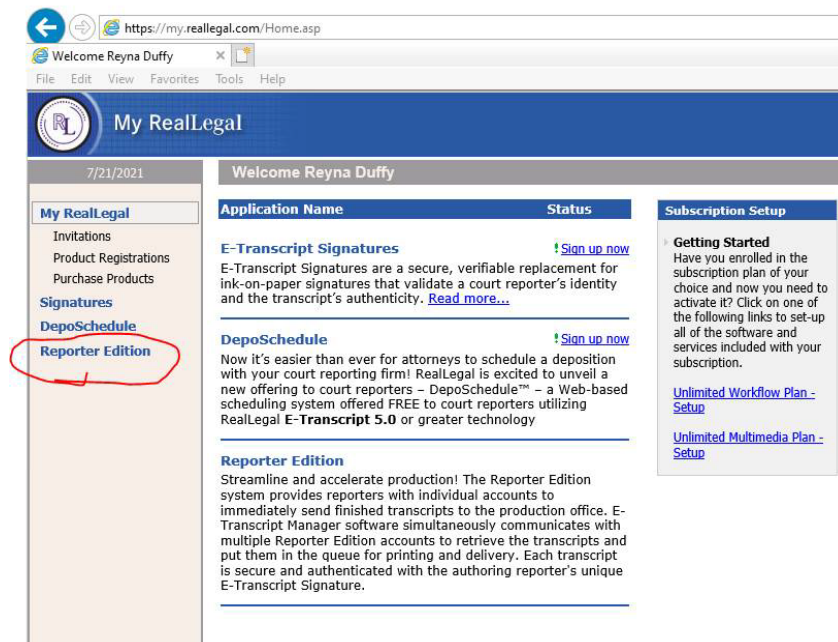 https://my.reallegal.com/Home.asp
Welcome Reyna Duffy
File Edit View Favorites Tools Help
RL
My RealLegal
7/21/2021
Welcome Reyna Duffy
My RealLegal
Invitations
Product Registrations
Purchase Products
Signatures
DepoSchedule
Reporter Edition
Application Name Status
E-Transcript Signatures ! Sign up now
E-Transcript Signatures are a secure, verifiable replacement for
ink-on-paper signatures that validate a court reporter's identity
and the transcript's authenticity. Read more...
DepoSchedule ! Sign up now
Now it's easier than ever for attorneys to schedule a deposition
with your court reporting firm! RealLegal is excited to unveil a
new offering to court reporters – DepoSchedule™ – a Web-based
scheduling system offered FREE to court reporters utilizing
RealLegal E-Transcript 5.0 or greater technology
Reporter Edition
Streamline and accelerate production! The Reporter Edition
system provides reporters with individual accounts to
immediately send finished transcripts to the production office. E-
Transcript Manager software simultaneously communicates with
multiple Reporter Edition accounts to retrieve the transcripts and
put them in the queue for printing and delivery. Each transcript
is secure and authenticated with the authoring reporter's unique
E-Transcript Signature.
Subscription Setup
Getting Started
Have you enrolled in the
subscription plan of your
choice and now you need to
activate it? Click on one of
the following links to set-up
all of the software and
services included with your
subscription.
Unlimited Workflow Plan -
Setup
Unlimited Multimedia Plan -
Setup